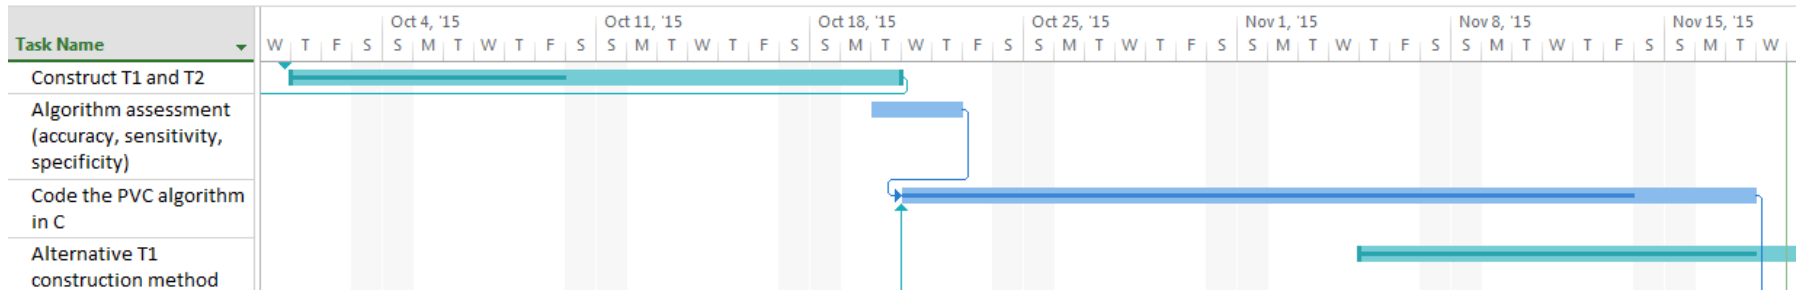 Oct 4, '15 Oct 11, '15 Oct 18, '15 Oct 25, '15 Nov 1, '15 Nov 8, '15 Nov 15, '15
Task Name W T F S S M T W T F S S M T W T F S S M T W T F S S M T W T F S S M T W T F S S M T W T F S S M T W
Construct T1 and T2
Algorithm assessment
(accuracy, sensitivity,
specificity)
Code the PVC algorithm
in C
Alternative T1
construction method